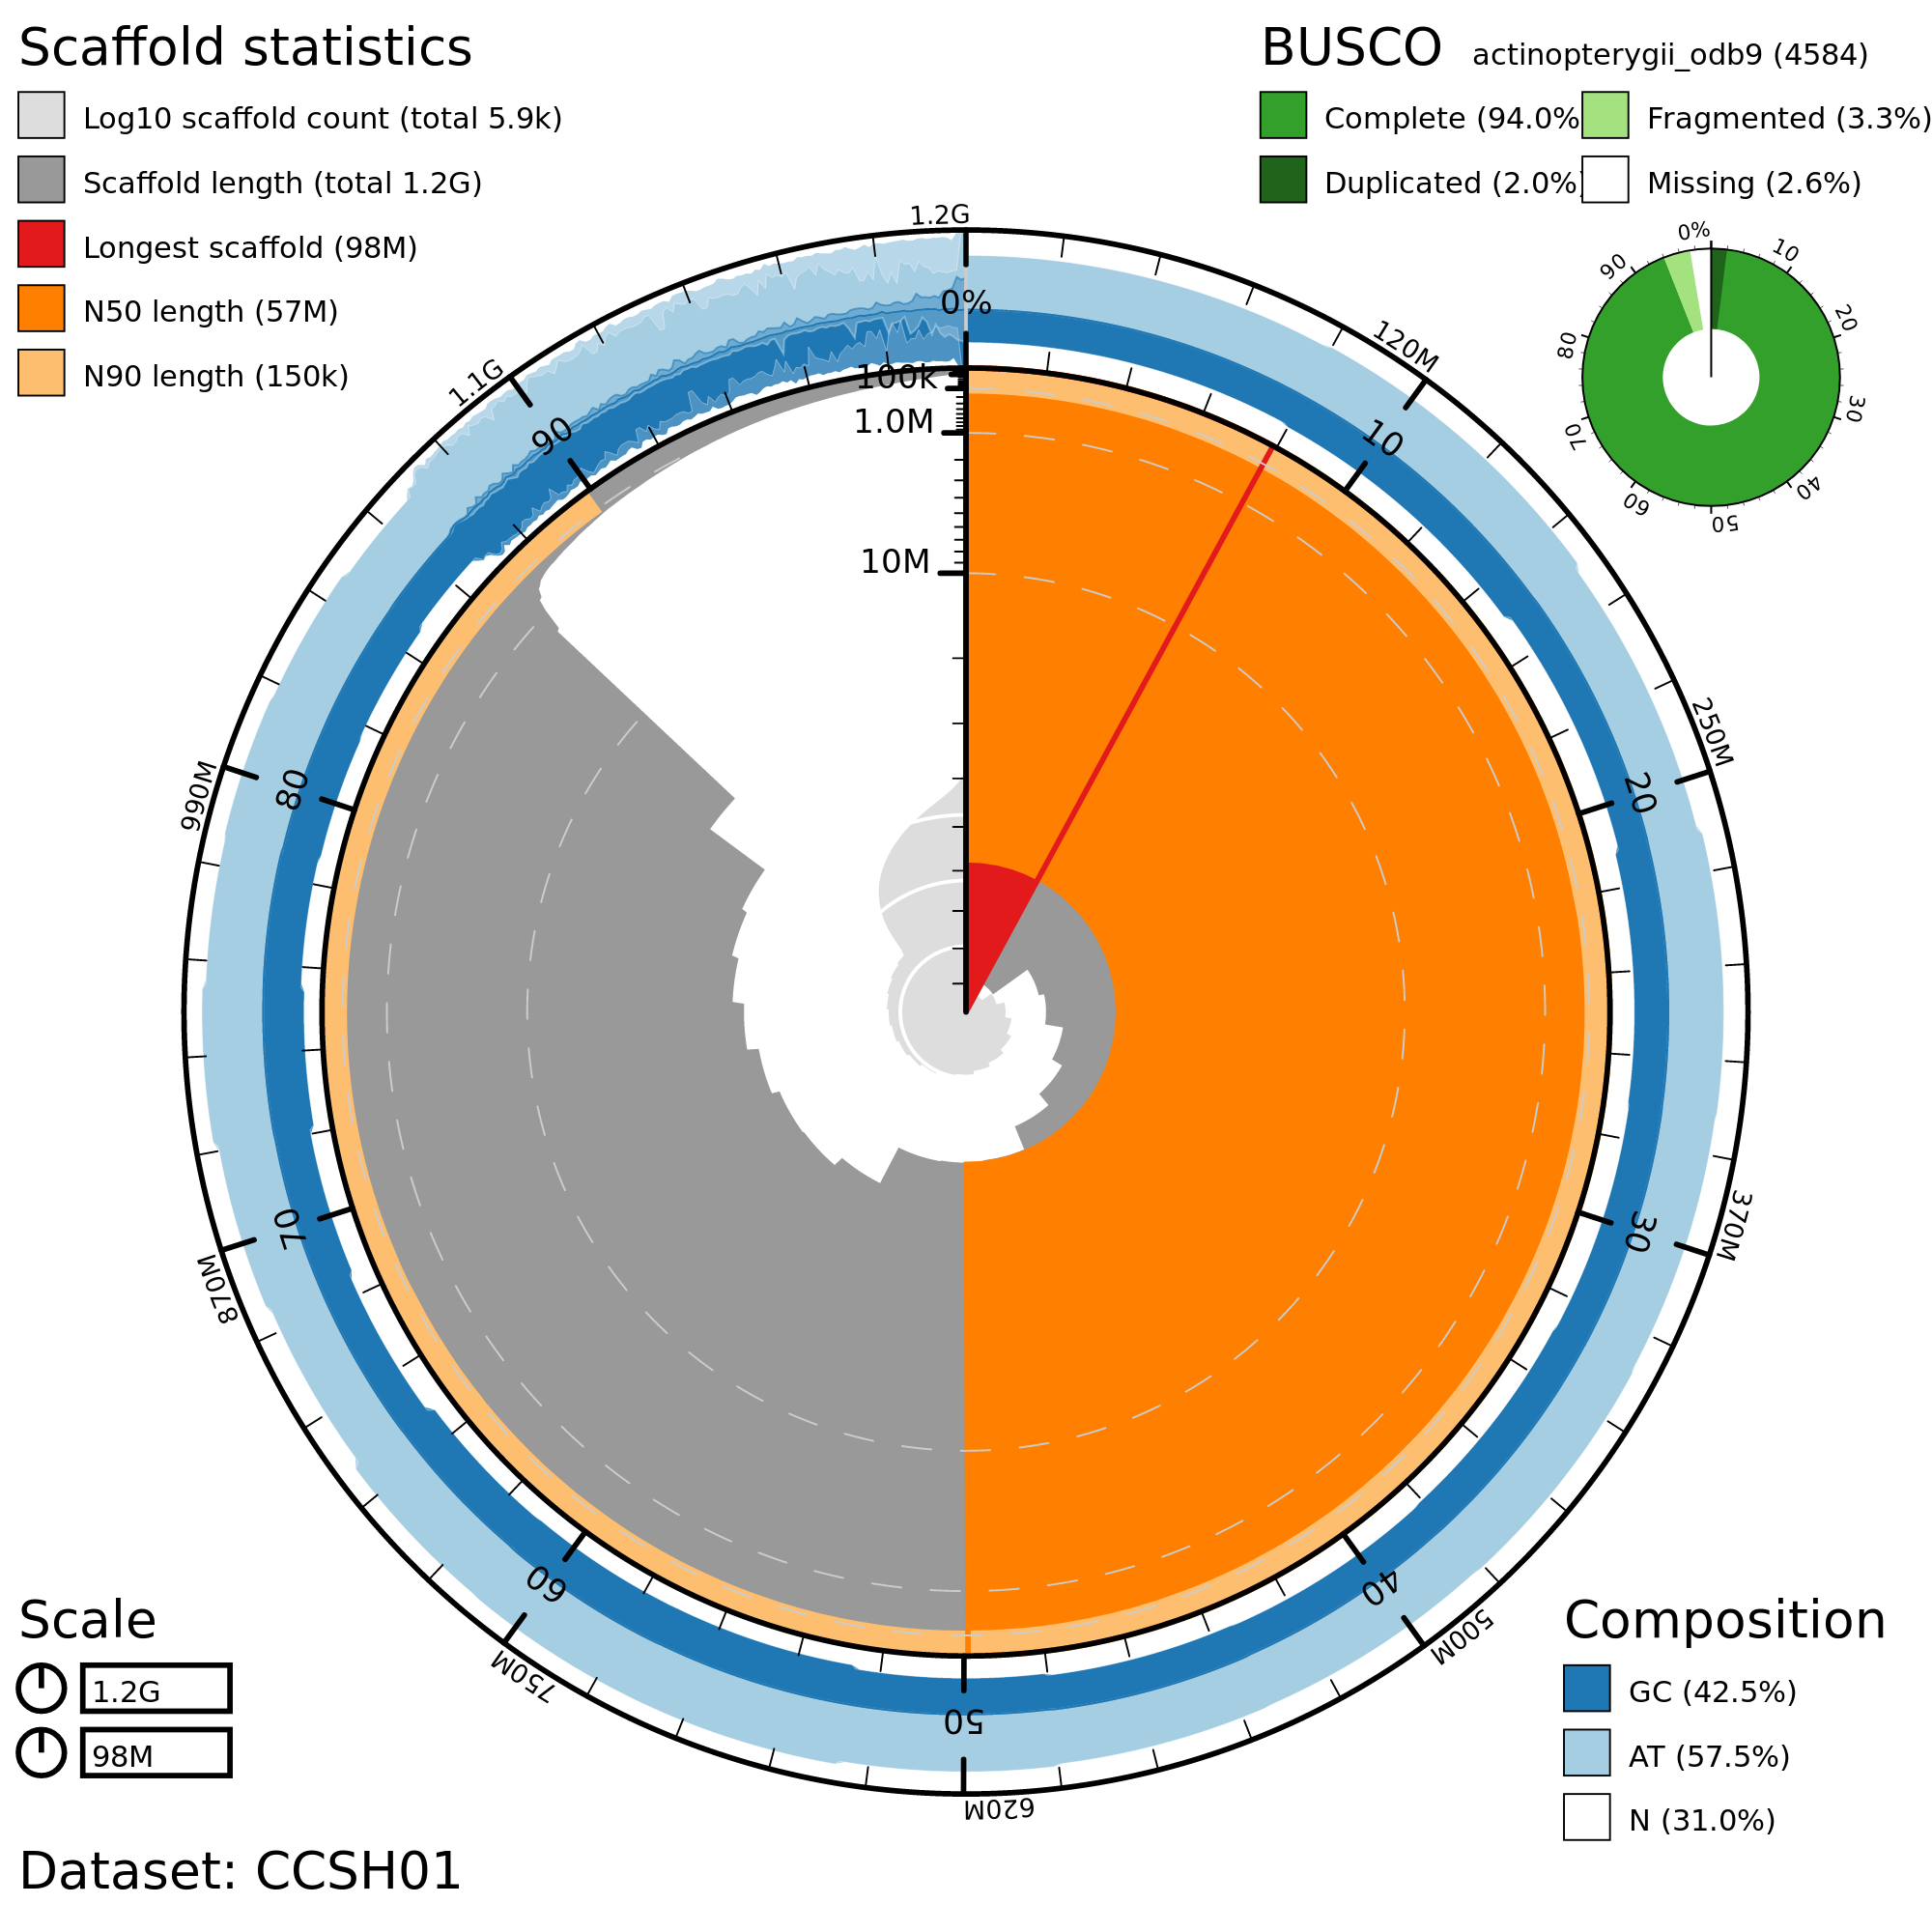 Scaffold statistics
Log10 scaffold count (total 5.9k)
Scaffold length (total 1.2G)
Longest scaffold (98M)
N50 length (57M)
N90 length (150k)
BUSCO actinopterygii_odb9 (4584)
Complete (94.0% Fragmented (3.3%)
Duplicated (2.0%) Missing (2.6%)
0%
10
20
30
40
50
60
70
80
90
1.2G
120M
250M
370M
500M
620M
750M
870M
990M
1.1G
0%
10
20
30
40
50
60
70
80
90
100k
1.0M
10M
Scale
1.2G
98M
Composition
GC (42.5%)
AT (57.5%)
N (31.0%)
Dataset: CCSH01